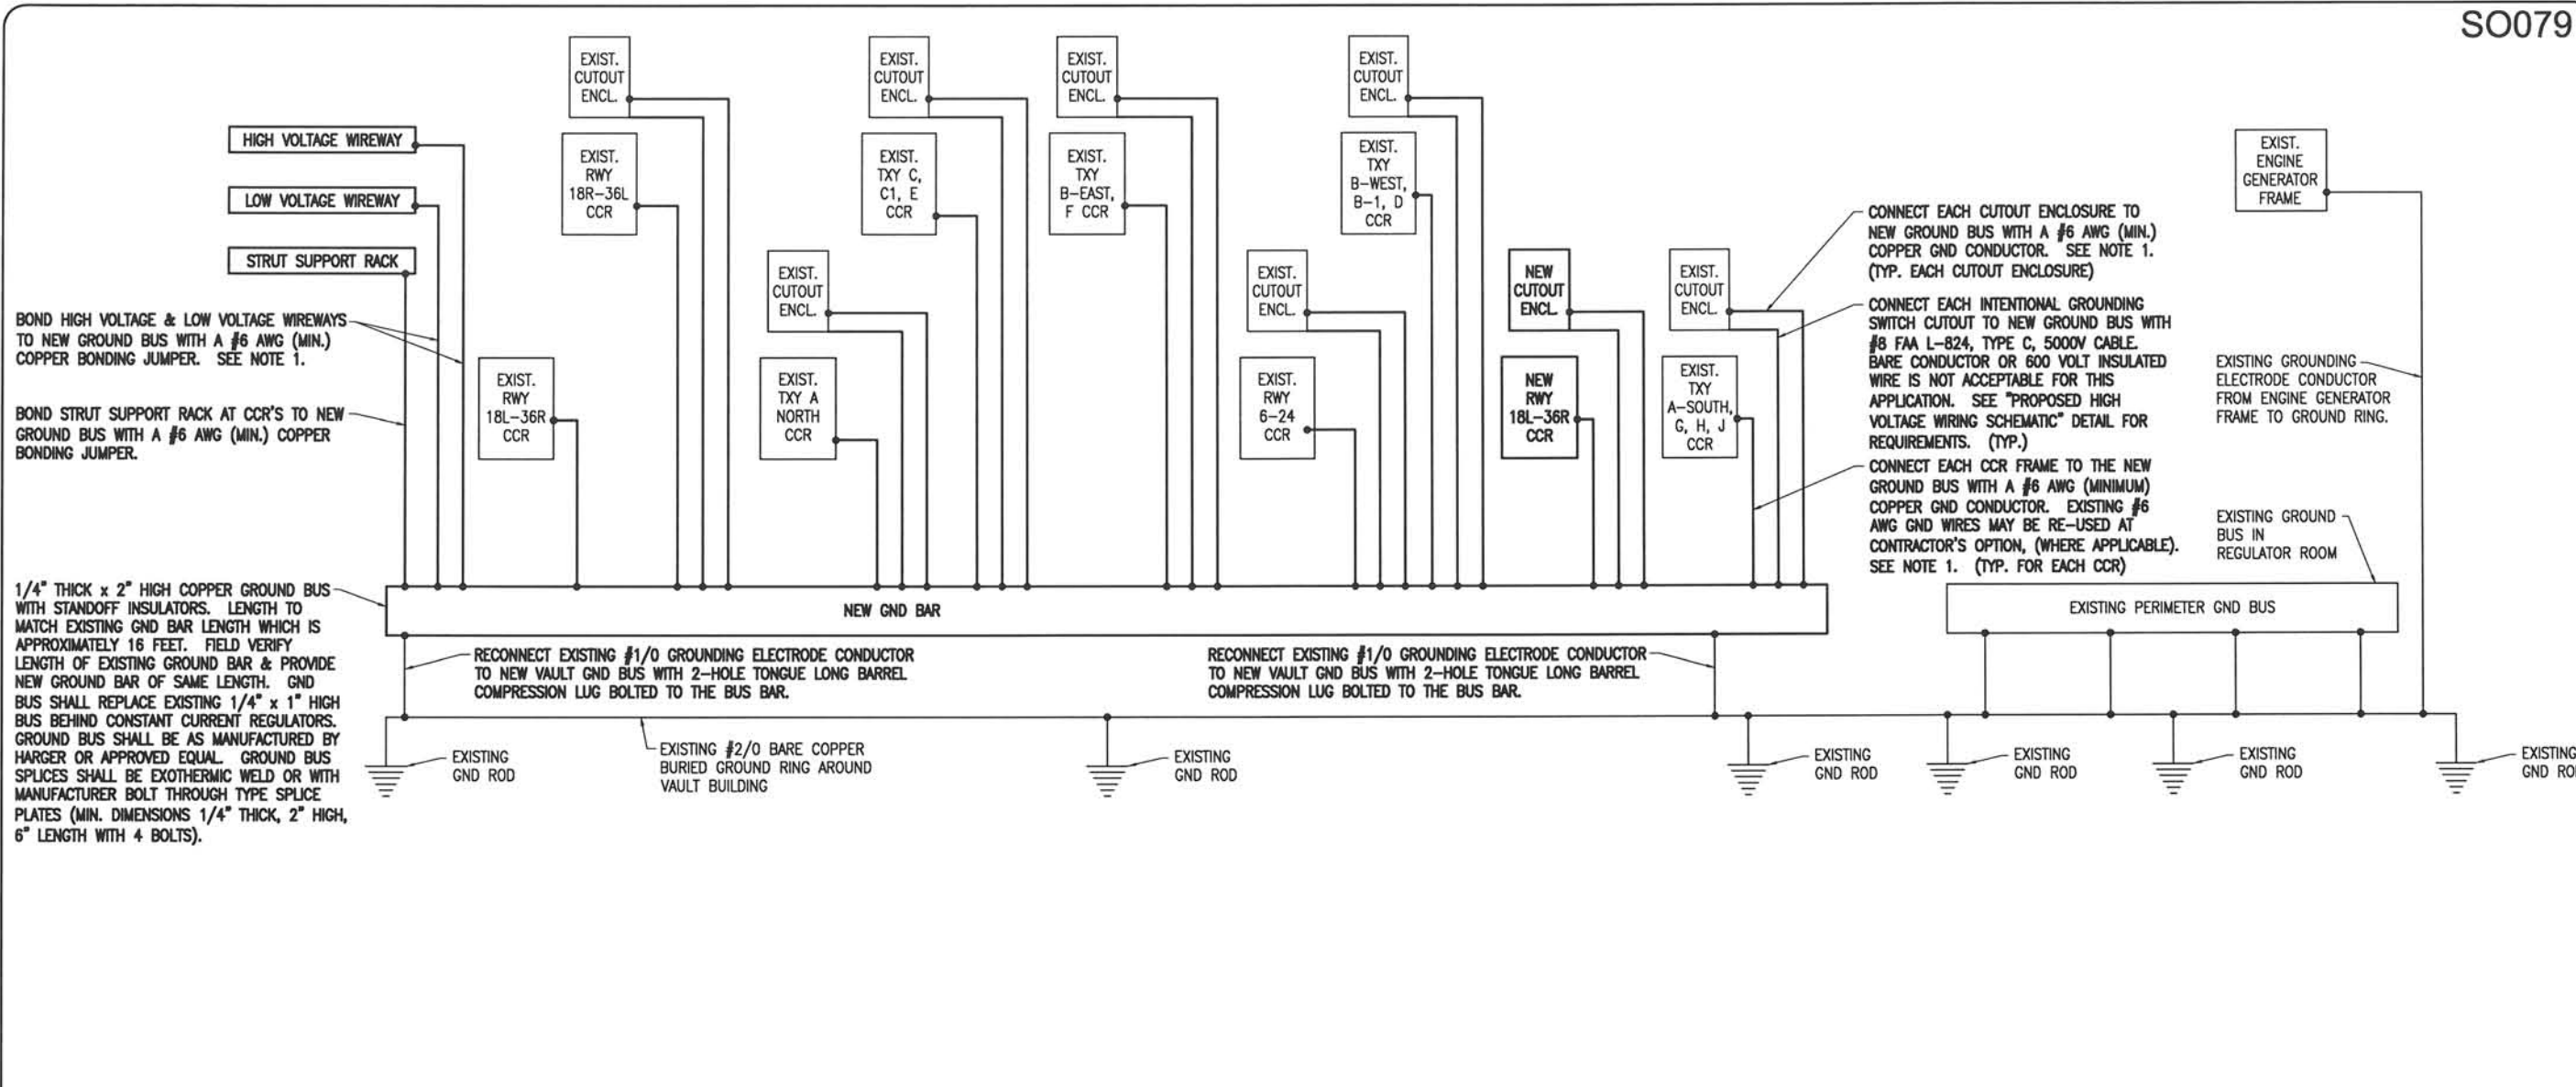 SO079
EXIST.
CUTOUT
ENCL.
EXIST.
CUTOUT
ENCL.
EXIST.
CUTOUT
ENCL.
EXIST.
CUTOUT
ENCL.
HIGH VOLTAGE WIREWAY
LOW VOLTAGE WIREWAY
STRUT SUPPORT RACK
EXIST.
RWY
18R-36L
CCR
EXIST.
TXY C,
C1, E
CCR
EXIST.
TXY
B-EAST,
F CCR
EXIST.
TXY
B-WEST,
B-1, D
CCR
EXIST.
ENGINE
GENERATOR
FRAME
EXIST.
CUTOUT
ENCL.
EXIST.
CUTOUT
ENCL.
NEW
CUTOUT
ENCL.
EXIST.
CUTOUT
ENCL.
EXIST.
RWY
18L-36R
CCR
EXIST.
TXY A
NORTH
CCR
EXIST.
RWY
6-24
CCR
NEW
RWY
18L-36R
CCR
EXIST.
TXY
A-SOUTH,
G, H, J
CCR
BOND HIGH VOLTAGE & LOW VOLTAGE WIREWAYS
TO NEW GROUND BUS WITH A #6 AWG (MIN.)
COPPER BONDING JUMPER. SEE NOTE 1.
BOND STRUT SUPPORT RACK AT CCR'S TO NEW
GROUND BUS WITH A #6 AWG (MIN.) COPPER
BONDING JUMPER.
1/4" THICK x 2" HIGH COPPER GROUND BUS
WITH STANDOFF INSULATORS. LENGTH TO
MATCH EXISTING GND BAR LENGTH WHICH IS
APPROXIMATELY 16 FEET. FIELD VERIFY
LENGTH OF EXISTING GROUND BAR & PROVIDE
NEW GROUND BAR OF SAME LENGTH. GND
BUS SHALL REPLACE EXISTING 1/4" x 1" HIGH
BUS BEHIND CONSTANT CURRENT REGULATORS.
GROUND BUS SHALL BE AS MANUFACTURED BY
HARGER OR APPROVED EQUAL. GROUND BUS
SPLICES SHALL BE EXOTHERMIC WELD OR WITH
MANUFACTURER BOLT THROUGH TYPE SPLICE
PLATES (MIN. DIMENSIONS 1/4" THICK, 2" HIGH,
6" LENGTH WITH 4 BOLTS).
CONNECT EACH CUTOUT ENCLOSURE TO
NEW GROUND BUS WITH A #6 AWG (MIN.)
COPPER GND CONDUCTOR. SEE NOTE 1.
(TYP. EACH CUTOUT ENCLOSURE)
CONNECT EACH INTENTIONAL GROUNDING
SWITCH CUTOUT TO NEW GROUND BUS WITH
#8 FAA L-824, TYPE C, 5000V CABLE.
BARE CONDUCTOR OR 600 VOLT INSULATED
WIRE IS NOT ACCEPTABLE FOR THIS
APPLICATION. SEE "PROPOSED HIGH
VOLTAGE WIRING SCHEMATIC" DETAIL FOR
REQUIREMENTS. (TYP.)
CONNECT EACH CCR FRAME TO THE NEW
GROUND BUS WITH A #6 AWG (MINIMUM)
COPPER GND CONDUCTOR. EXISTING #6
AWG GND WIRES MAY BE RE-USED AT
CONTRACTOR'S OPTION, (WHERE APPLICABLE).
SEE NOTE 1. (TYP. FOR EACH CCR)
EXISTING GROUNDING
ELECTRODE CONDUCTOR
FROM ENGINE GENERATOR
FRAME TO GROUND RING.
EXISTING GROUND
BUS IN
REGULATOR ROOM
NEW GND BAR
EXISTING PERIMETER GND BUS
RECONNECT EXISTING #1/0 GROUNDING ELECTRODE CONDUCTOR
TO NEW VAULT GND BUS WITH 2-HOLE TONGUE LONG BARREL
COMPRESSION LUG BOLTED TO THE BUS BAR.
RECONNECT EXISTING #1/0 GROUNDING ELECTRODE CONDUCTOR
TO NEW VAULT GND BUS WITH 2-HOLE TONGUE LONG BARREL
COMPRESSION LUG BOLTED TO THE BUS BAR.
EXISTING
GND ROD
EXISTING #2/0 BARE COPPER
BURIED GROUND RING AROUND
VAULT BUILDING
EXISTING
GND ROD
EXISTING
GND ROD
EXISTING
GND ROD
EXISTING
GND ROD
EXISTING
GND